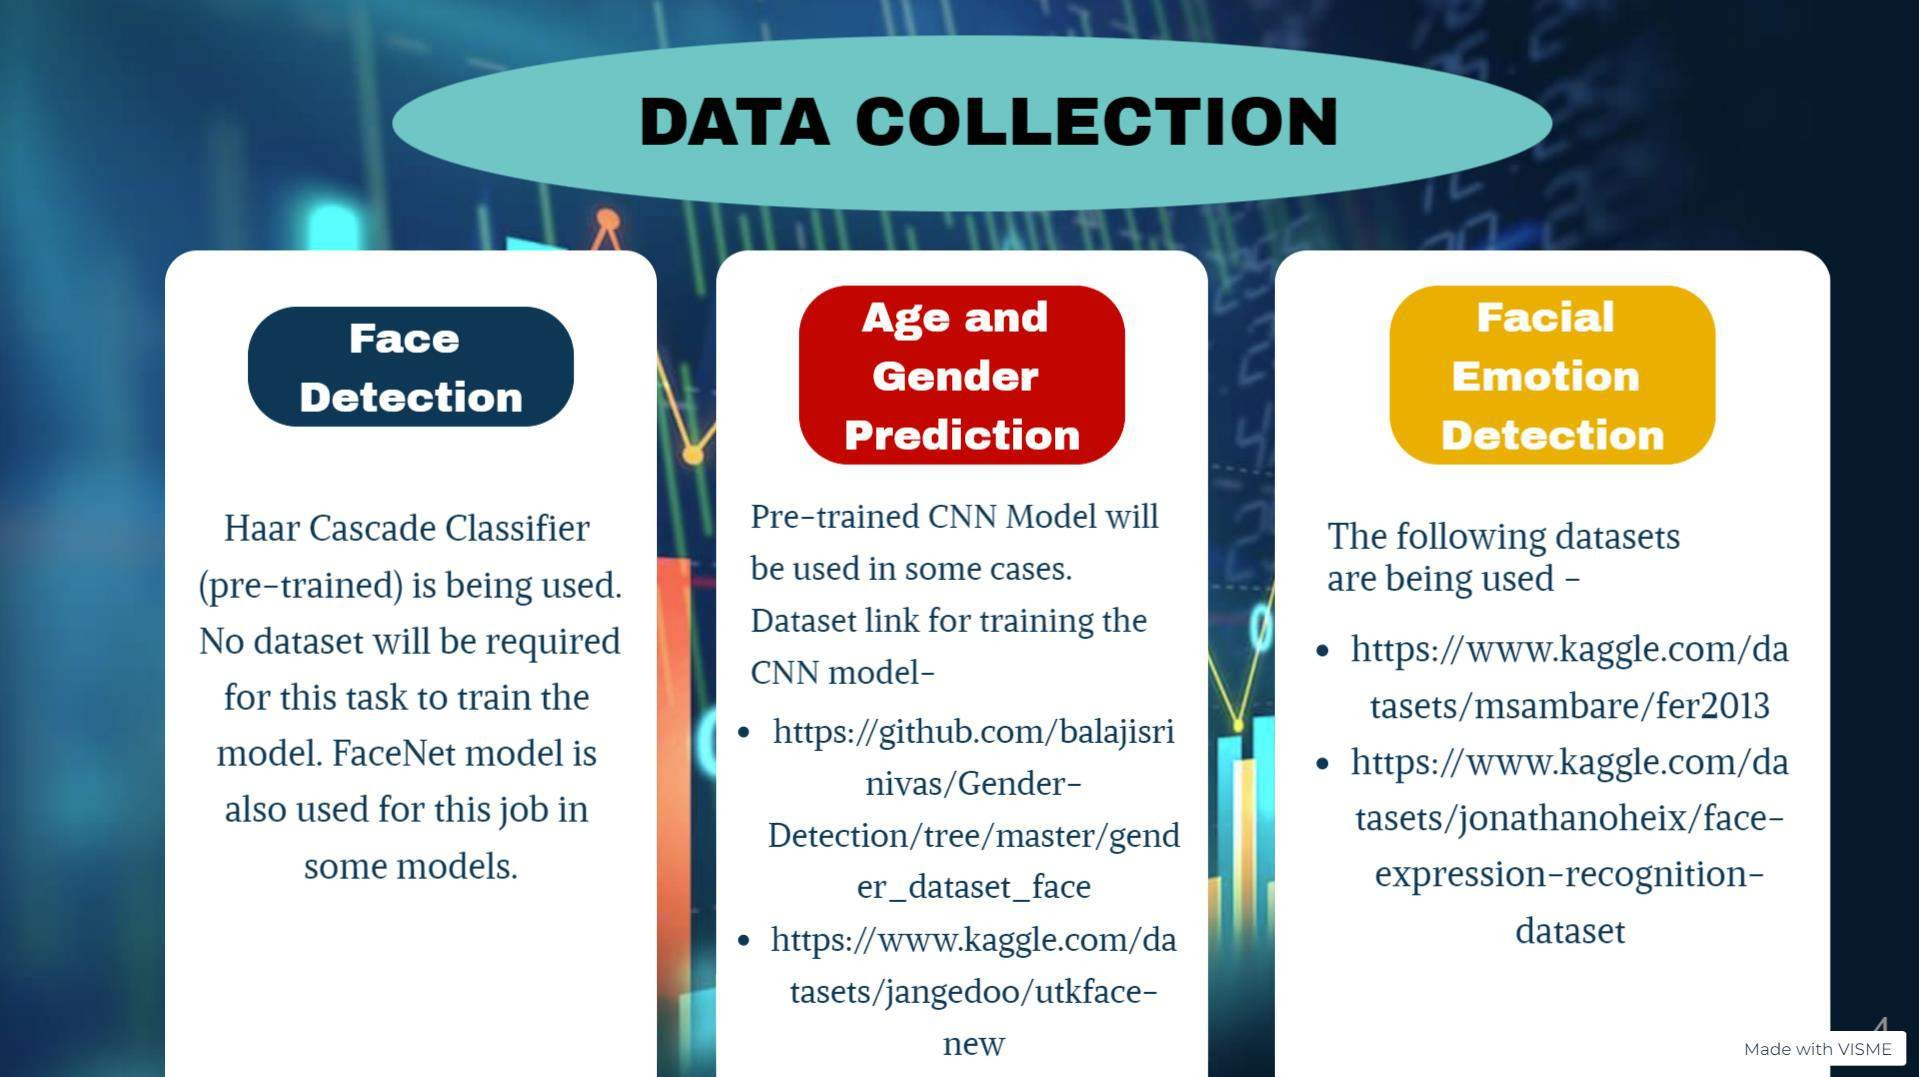 DATA COLLECTION
Face
Detection
Haar Cascade Classifier
(pre-trained) is being used.
No dataset will be required
for this task to train the
model. FaceNet model is
also used for this job in
some models.
Age and
Gender
Prediction
Pre-trained CNN Model will
be used in some cases.
Dataset link for training the
CNN model-
• https://github.com/balajisri
nivas/Gender-
Detection/tree/master/gend
er_dataset_face
• https://www.kaggle.com/da
tasets/jangedoo/utkface-
new
Facial
Emotion
Detection
The following datasets
are being used -
• https://www.kaggle.com/da
tasets/msambare/fer2013
• https://www.kaggle.com/da
tasets/jonathanoheix/face-
expression-recognition-
dataset
4
Made with VISME